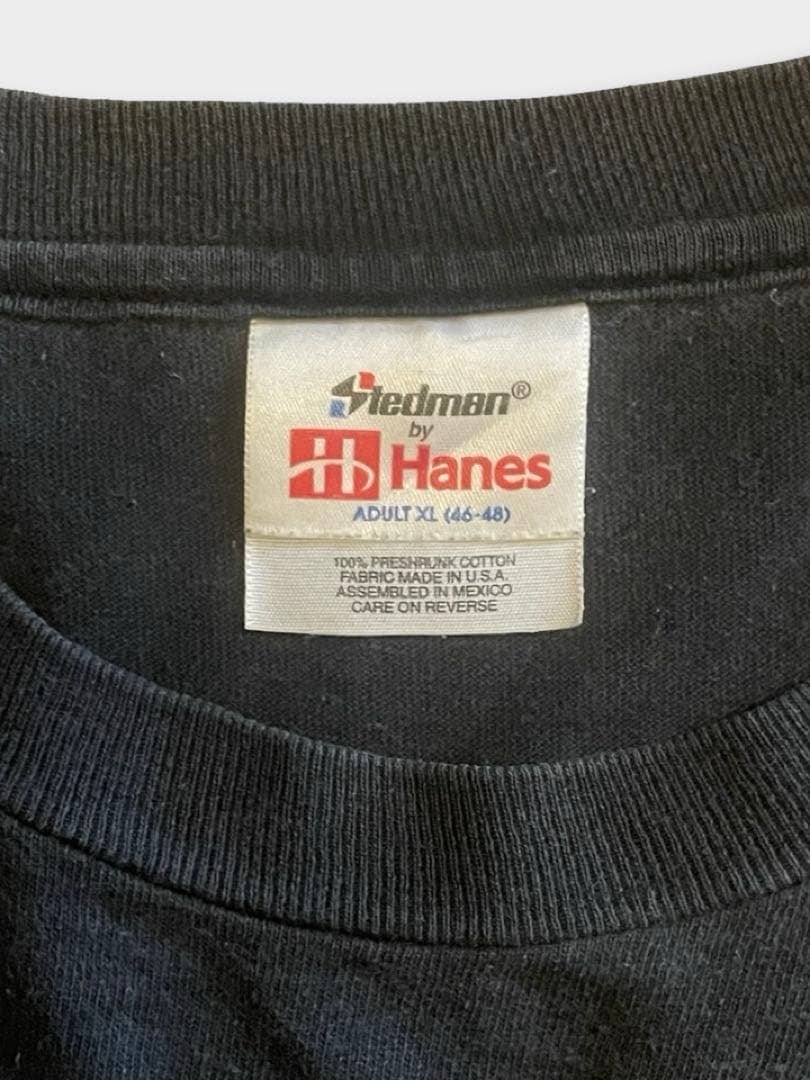 Stedman®
by
Hanes
ADULT XL (46-48)
100% PRESHRUNK COTTON
FABRIC MADE IN U.S.A.
ASSEMBLED IN MEXICO
CARE ON REVERSE